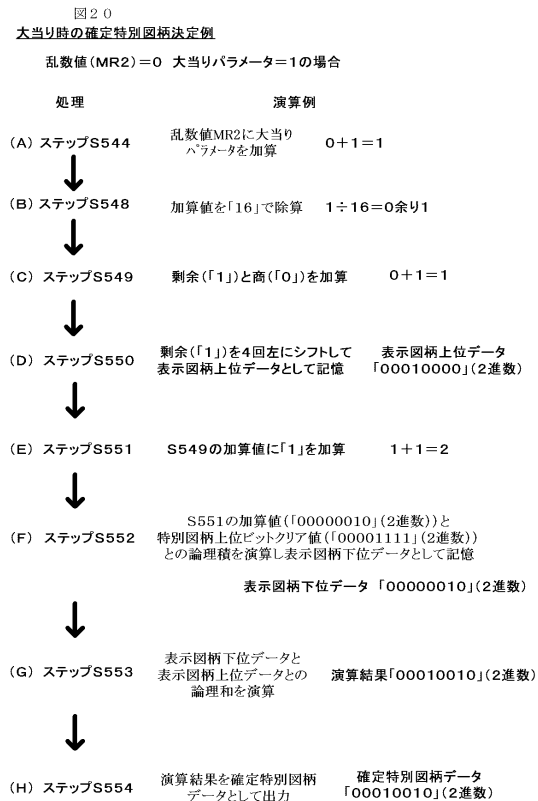 図20
大当り時の確定特別図柄決定例
乱数値(MR2)=0 大当りパラメータ=1の場合
処理 演算例
(A) ステップS544 乱数値MR2に大当り
パラメータを加算 0+1=1
(B) ステップS548 加算値を「16」で除算 1÷16=0余り1
(C) ステップS549 剰余(「1」)と商(「0」)を加算 0+1=1
(D) ステップS550 剰余(「1」)を4回左にシフトして
表示図柄上位データとして記憶 表示図柄上位データ
「00010000」(2進数)
(E) ステップS551 S549の加算値に「1」を加算 1+1=2
(F) ステップS552 S551の加算値(「00000010」(2進数))と
特別図柄上位ビットクリア値(「00001111」(2進数))
との論理積を演算し表示図柄下位データとして記憶
表示図柄下位データ 「00000010」(2進数)
(G) ステップS553 表示図柄下位データと
表示図柄上位データとの
論理和を演算 演算結果「00010010」(2進数)
(H) ステップS554 演算結果を確定特別図柄
データとして出力 確定特別図柄データ
「00010010」(2進数)